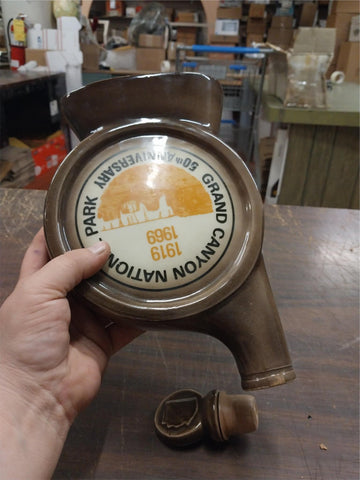 GRAND CANYON NATIONAL PARK
50TH ANNIVERSARY
1919
1969